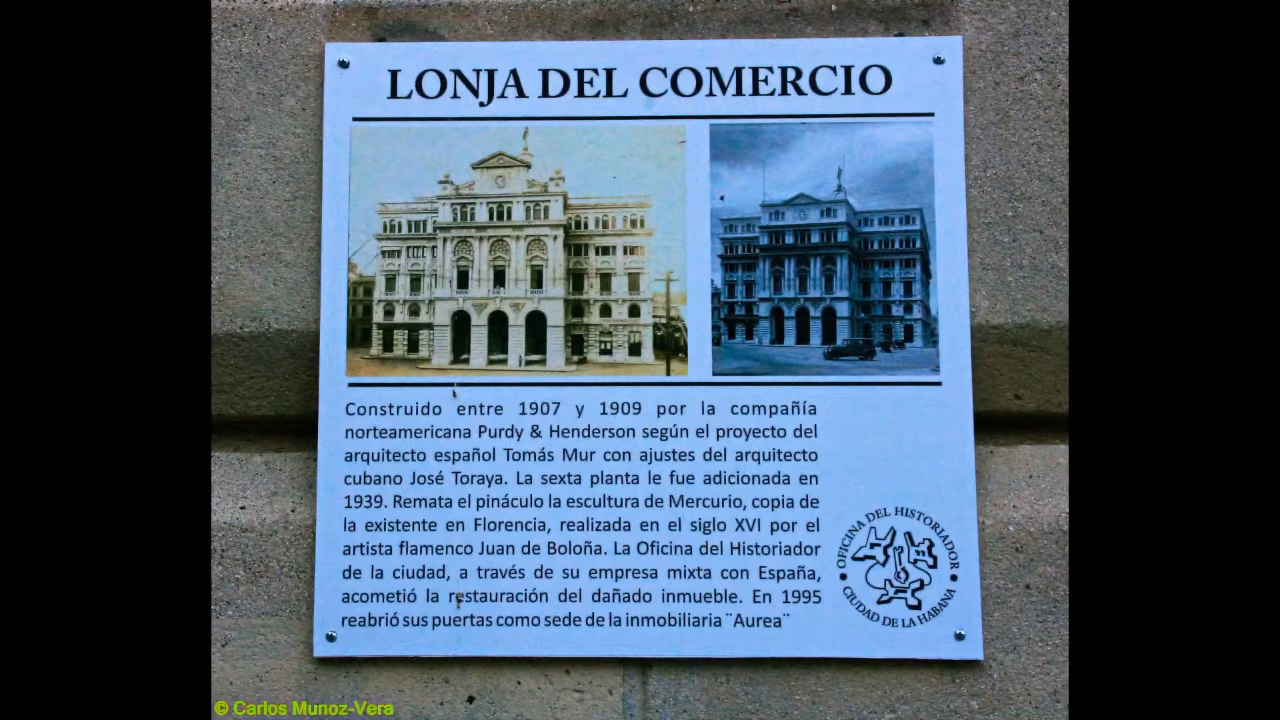 LONJA DEL COMERCIO
Construido entre 1907 y 1909 por la compañía
norteamericana Purdy & Henderson según el proyecto del
arquitecto español Tomás Mur con ajustes del arquitecto
cubano José Toraya. La sexta planta le fue adicionada en
1939. Remata el pináculo la escultura de Mercurio, copia de
la existente en Florencia, realizada en el siglo XVI por el
artista flamenco Juan de Boloña. La Oficina del Historiador
de la ciudad, a través de su empresa mixta con España,
acometió la restauración del dañado inmueble. En 1995
reabrió sus puertas como sede de la inmobiliaria ¨Aurea¨
OFICINA DEL HISTORIADOR
CIUDAD DE LA HABANA
© Carlos Munoz-Vera